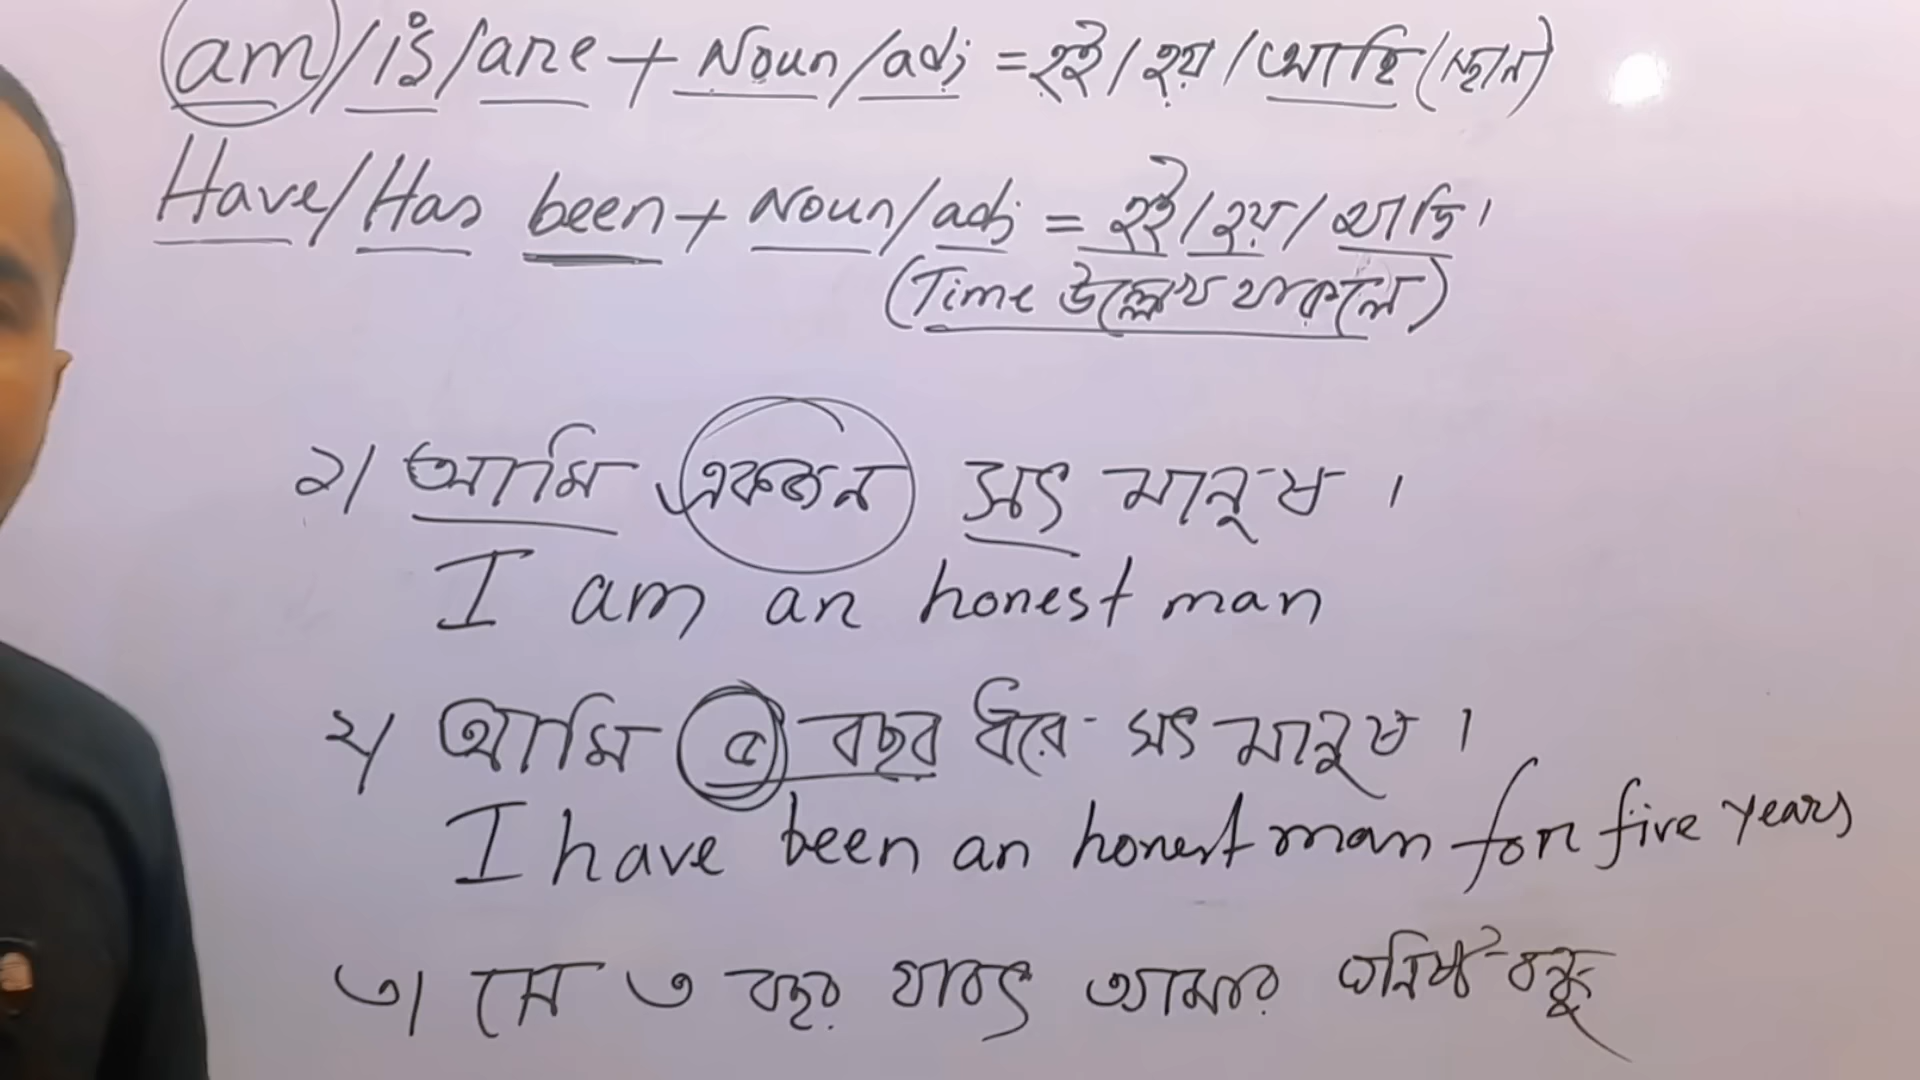 am/is/are + Noun/adj = হই/হয়/আছি (স্থান)
Have/Has been + Noun/adj = হই/হয়/আছি।
(Time উল্লেখ থাকলে)
১। আমি একজন সৎ মানুষ।
I am an honest man
২। আমি ৫ বছর ধরে সৎ মানুষ।
I have been an honest man for five years
৩। সে ৩ বছর যাবৎ আমার ঘনিষ্ঠ বন্ধু